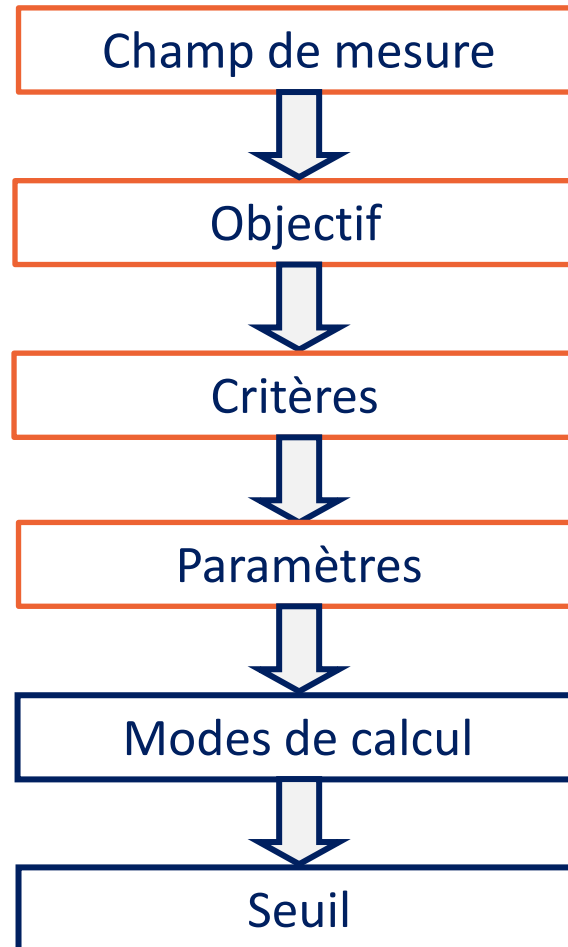 Champ de mesure
Objectif
Critères
Paramètres
Modes de calcul
Seuil